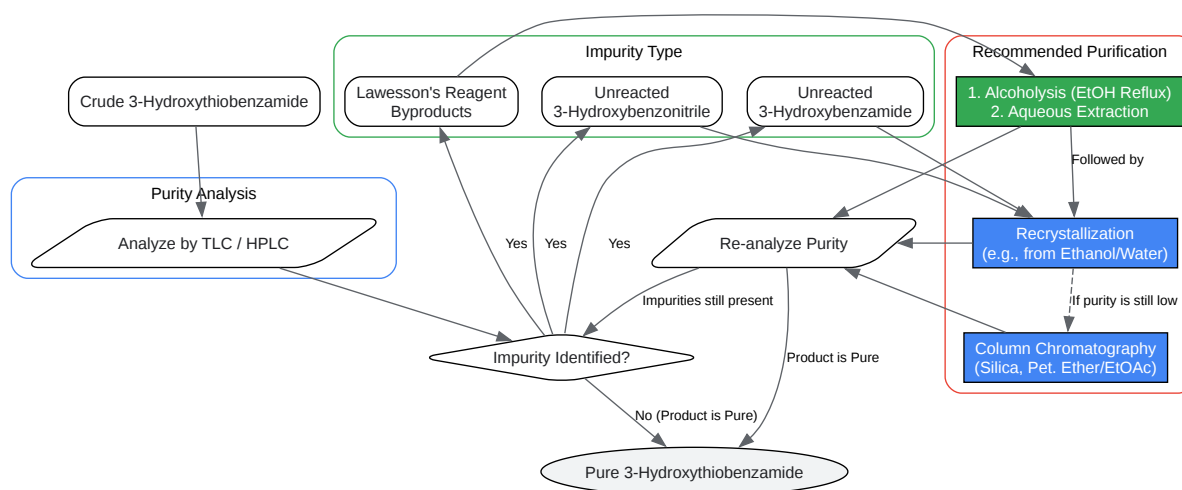 Impurity Type
Recommended Purification
Crude 3-Hydroxythiobenzamide
Lawesson's Reagent
Byproducts
Unreacted
3-Hydroxybenzonitrile
Unreacted
3-Hydroxybenzamide
1. Alcoholysis (EtOH Reflux)
2. Aqueous Extraction
Followed by
Purity Analysis
Analyze by TLC / HPLC
Yes
Yes
Yes
Re-analyze Purity
Recrystallization
(e.g., from Ethanol/Water)
Impurities still present
If purity is still low
Impurity Identified?
Product is Pure
Column Chromatography
(Silica, Pet. Ether/EtOAc)
No (Product is Pure)
Pure 3-Hydroxythiobenzamide